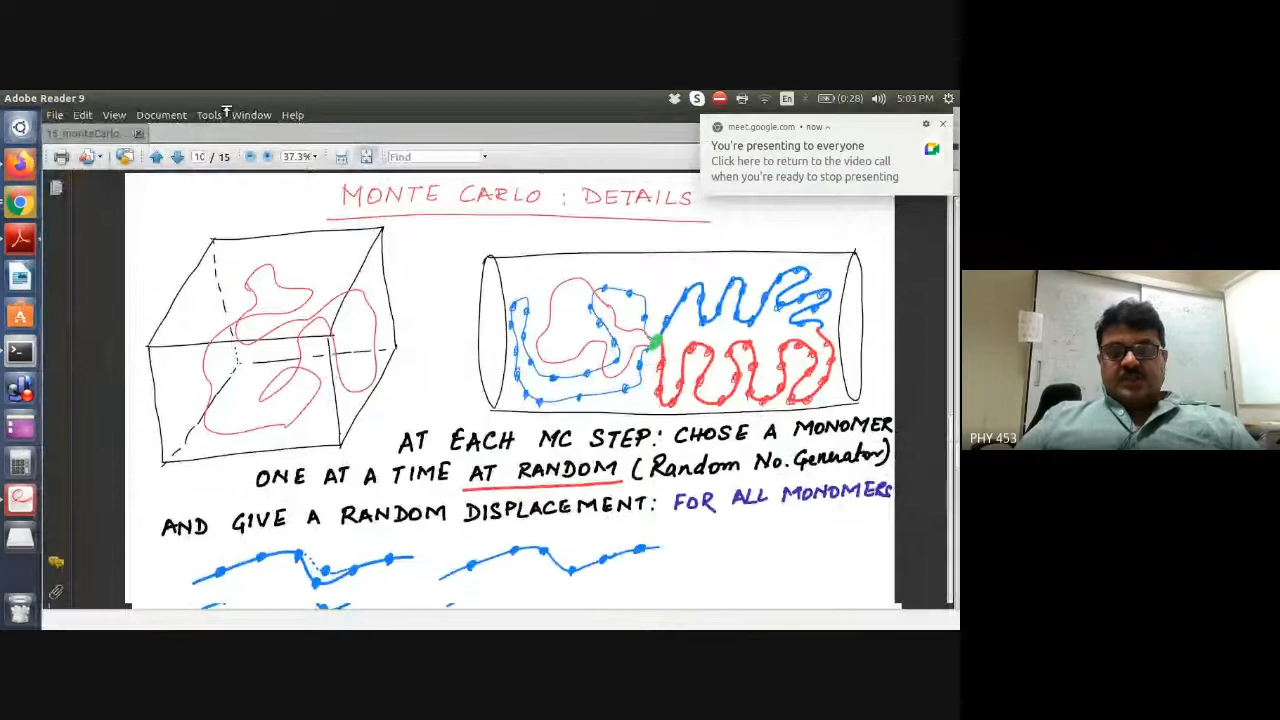 Adobe Reader 9
(0:28)
5:03 PM
File Edit View Document Tools Window Help
15_monteCarlo
10 / 15
37.3%
Find
meet.google.com • now
You're presenting to everyone
Click here to return to the video call
when you're ready to stop presenting
MONTE CARLO : DETAILS
AT EACH MC STEP: CHOSE A MONOMER
ONE AT A TIME AT RANDOM (Random No. Generator)
AND GIVE A RANDOM DISPLACEMENT: FOR ALL MONOMERS
En
PHY 453